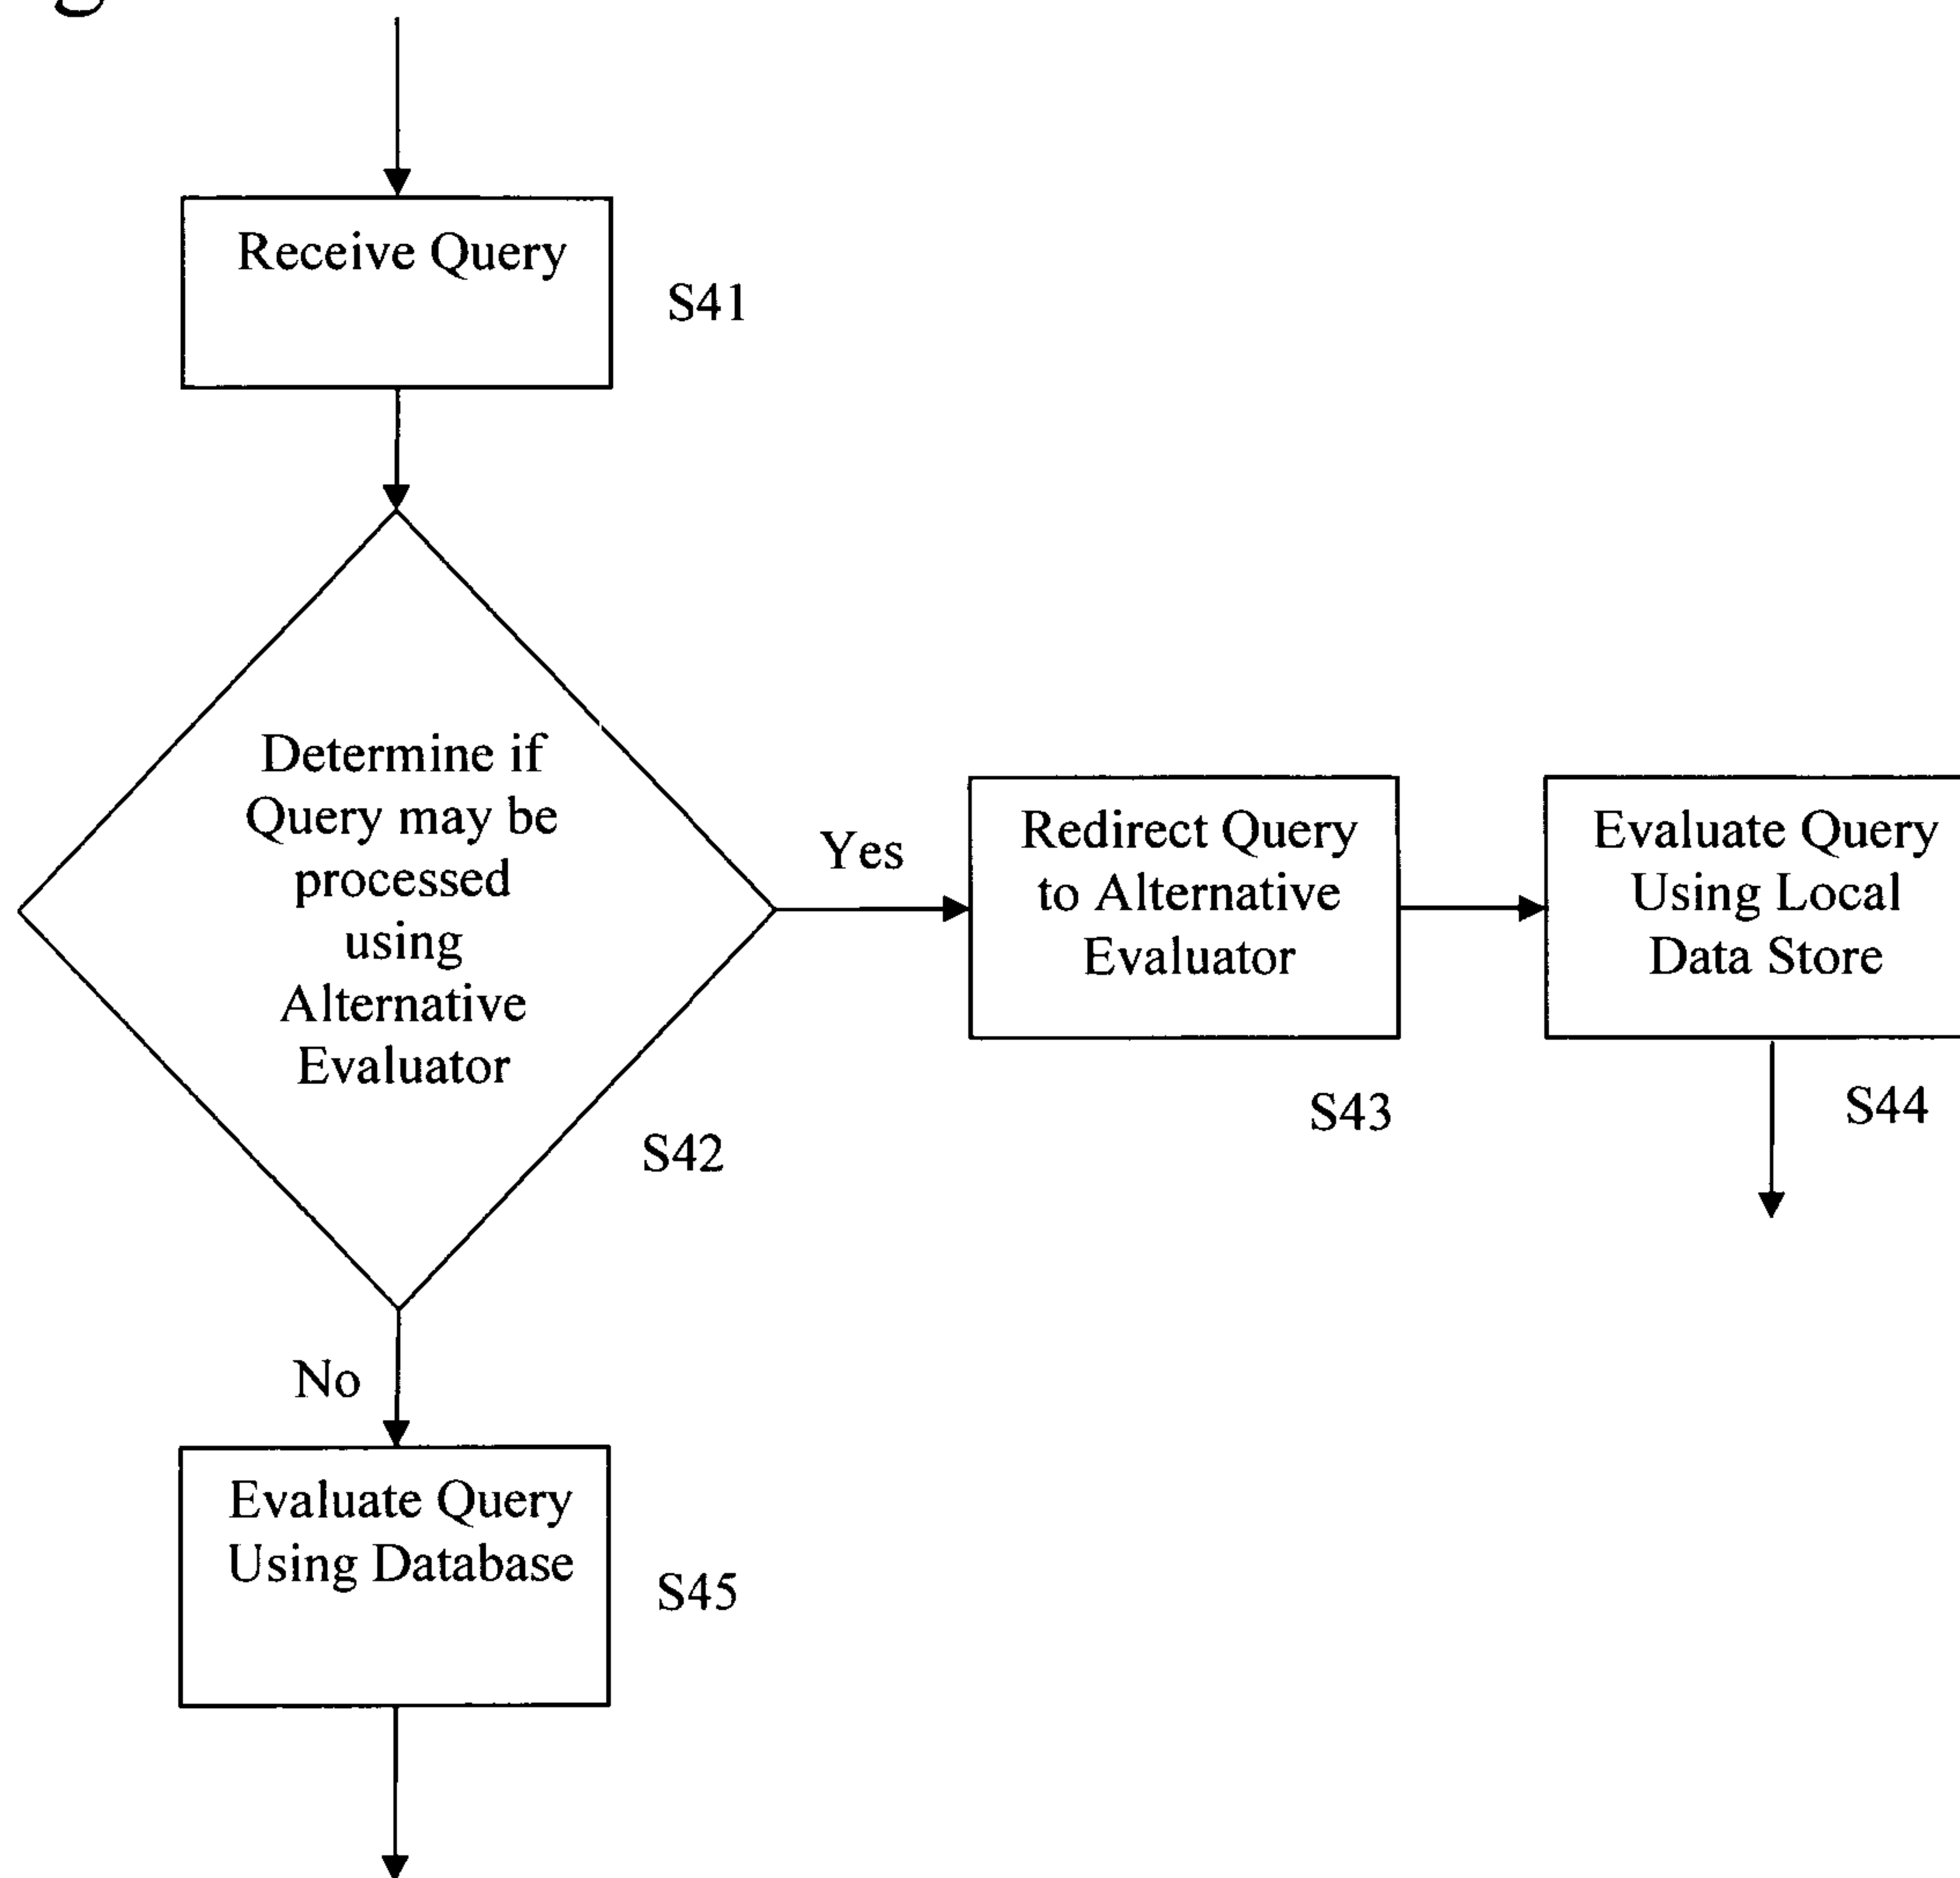 Receive Query
S41
Determine if
Query may be
processed
using
Alternative
Evaluator
S42
Yes
Redirect Query
to Alternative
Evaluator
S43
Evaluate Query
Using Local
Data Store
S44
No
Evaluate Query
Using Database
S45